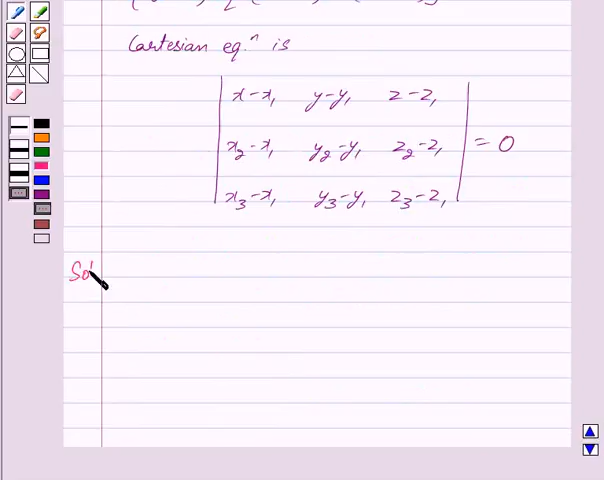 Cartesian eq.ⁿ is
| x-x₁ y-y₁ z-z₁ |
| x₂-x₁ y₂-y₁ z₂-z₁ | = 0
| x₃-x₁ y₃-y₁ z₃-z₁ |
Sol